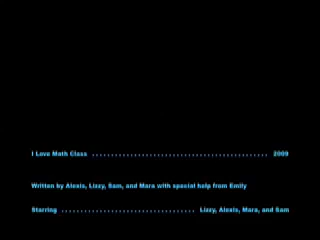 I Love Math Class . . . . . . . . . . . . . . . . . . . . . . . . . . . . . . . . . . . . . . . . . . . . . . 2009
Written by Alexis, Lizzy, Sam, and Mara with special help from Emily
Starring . . . . . . . . . . . . . . . . . . . . . . . . . . . . . . . . . . . Lizzy, Alexis, Mara, and Sam